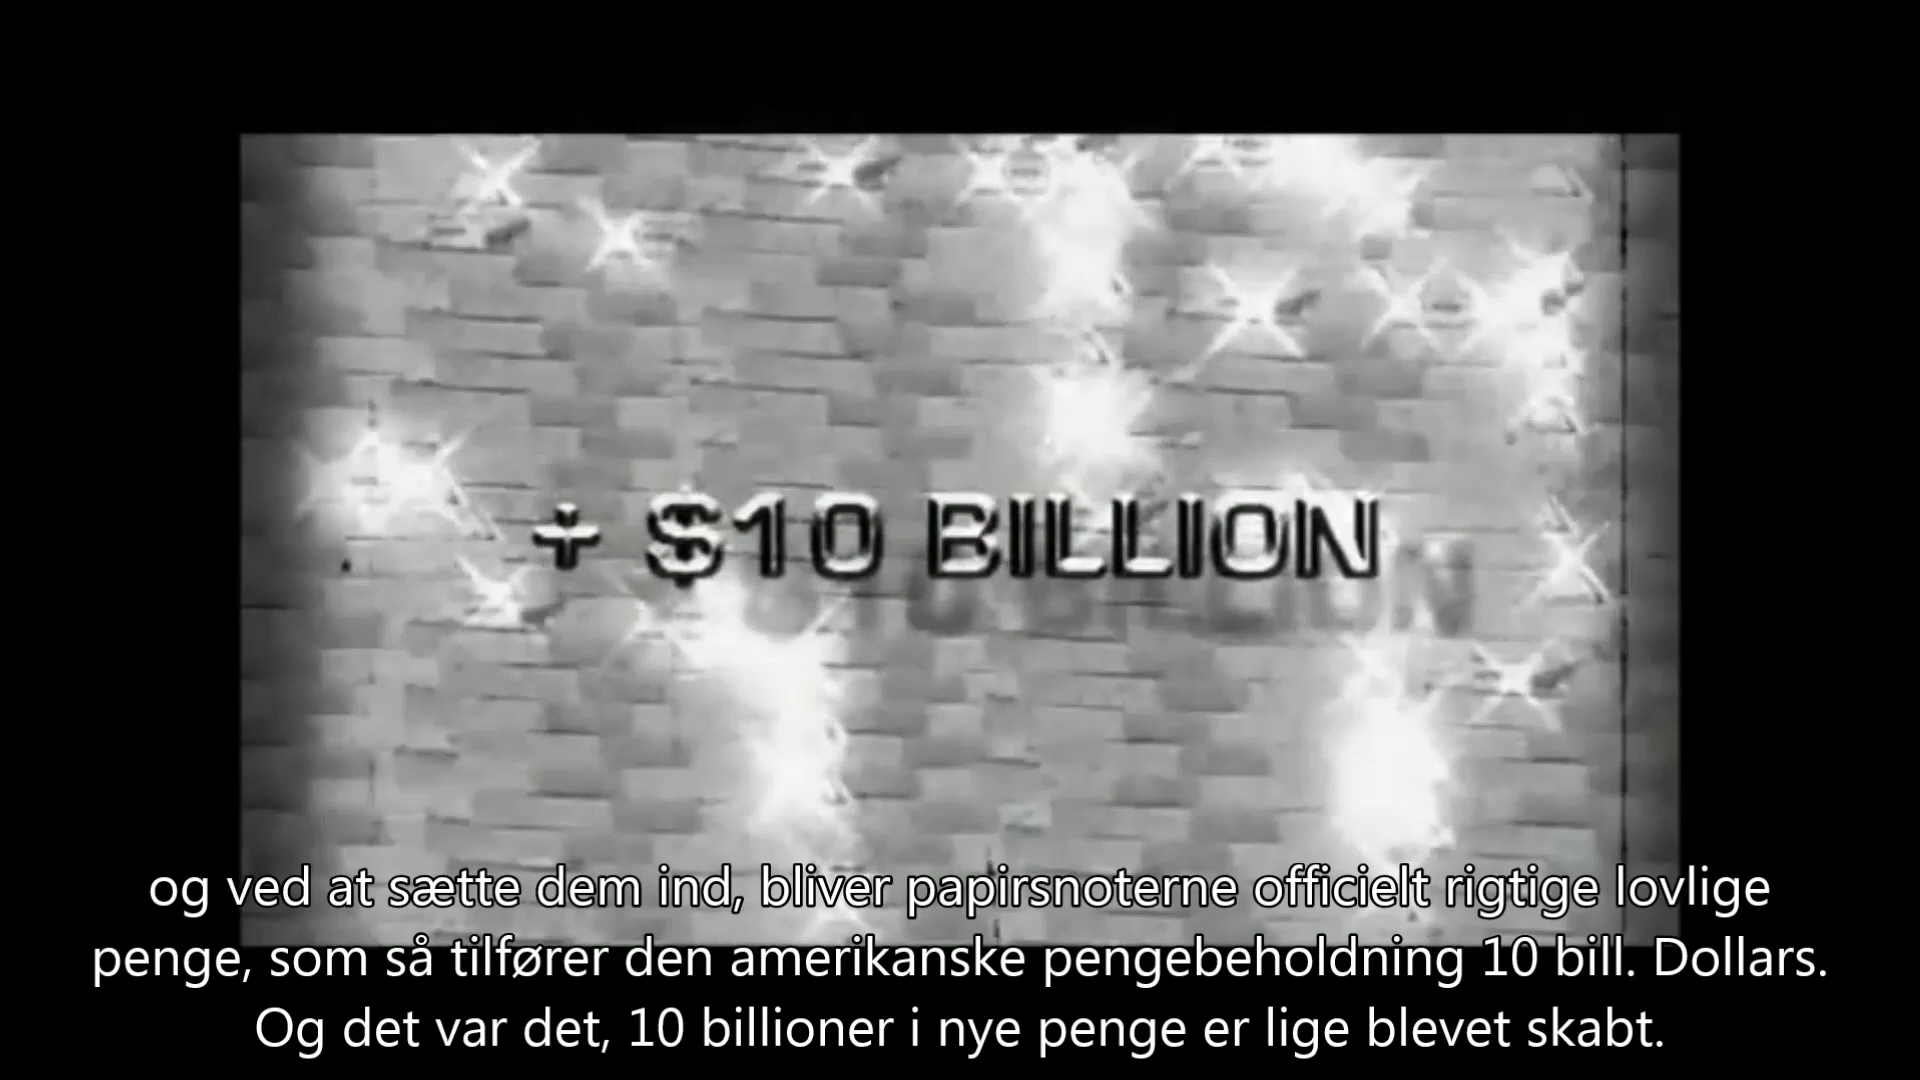 + $10 BILLION
og ved at sætte dem ind, bliver papirsnoterne officielt rigtige lovlige
penge, som så tilfører den amerikanske pengebeholdning 10 bill. Dollars.
Og det var det, 10 billioner i nye penge er lige blevet skabt.